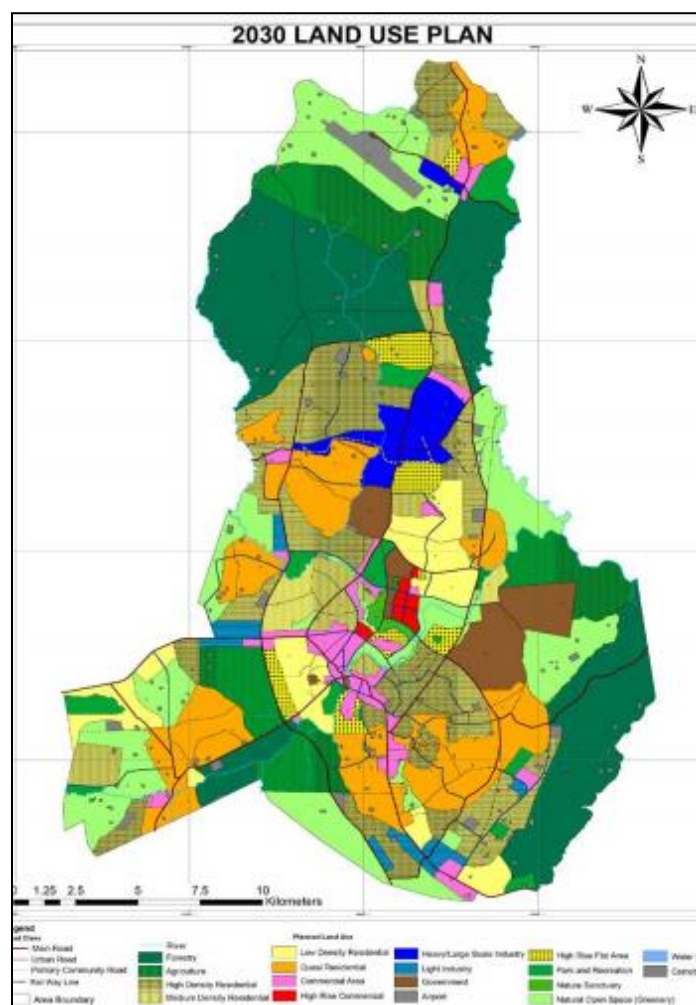 2030 LAND USE PLAN
N
W E
S
0 1.25 2.5 5 7.5 10
Kilometers
Legend
Main Road
Urban Road
Primary Community Road
Rail Way Line
Area Boundary
River
Forestry
Agriculture
High Density Residential
Medium Density Residential
Planned Land Use
Low Density Residential
Quasi Residential
Commercial Area
High Rise Commercial
Heavy/Large Scale Industry
Light Industry
Government
Airport
High Rise Flat Area
Park and Recreation
Nature Sanctuary
Natural Open Space (Greenery)
Water